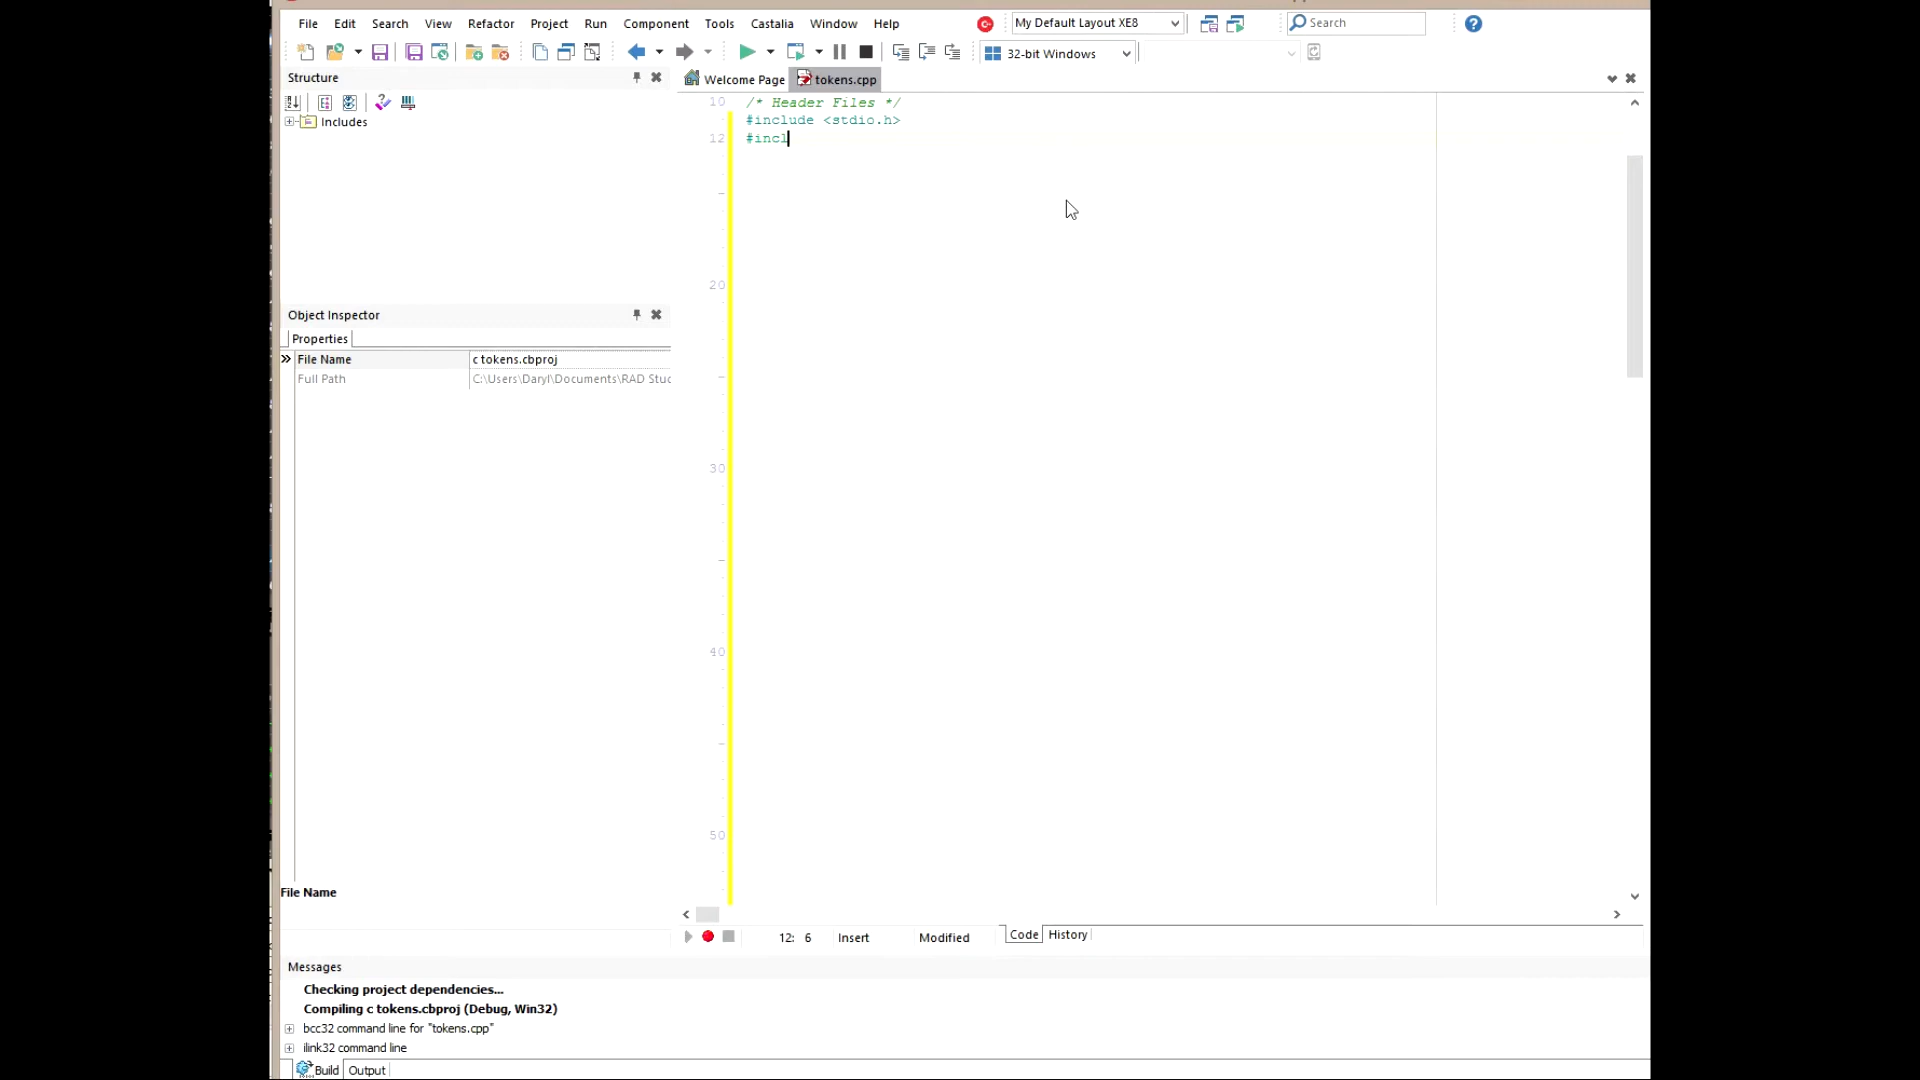 File Edit Search View Refactor Project Run Component Tools Castalia Window Help My Default Layout XE8 Search
32-bit Windows
Structure
Welcome Page tokens.cpp
Includes
10 /* Header Files */
#include <stdio.h>
12 #incl
20
30
40
50
Object Inspector
Properties
File Name c tokens.cbproj
Full Path C:\Users\Daryl\Documents\RAD Stuc
File Name
12: 6 Insert Modified Code History
Messages
Checking project dependencies...
Compiling c tokens.cbproj (Debug, Win32)
bcc32 command line for "tokens.cpp"
ilink32 command line
Build Output